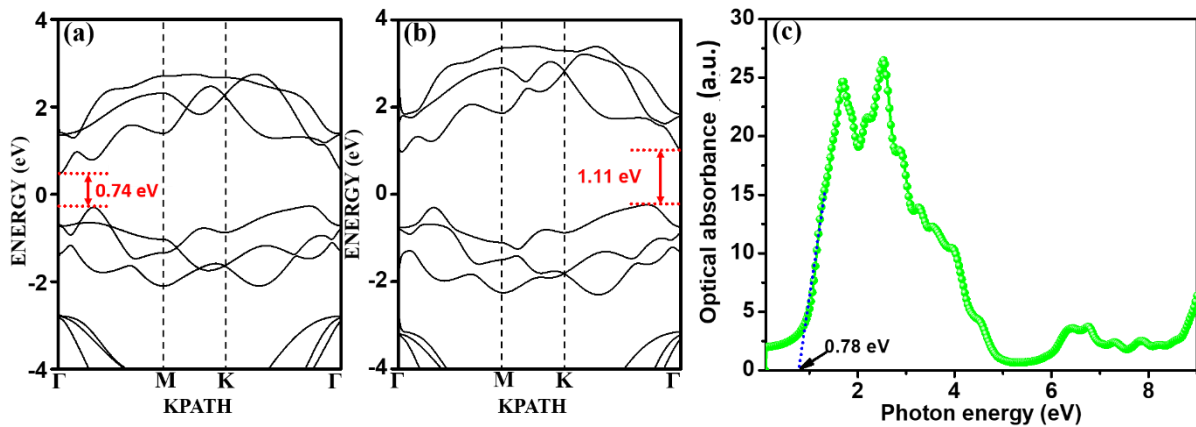 (a)
ENERGY (eV)
4
2
0
-2
-4
0.74 eV
Γ M K Γ
KPATH
(b)
ENERGY (eV)
4
2
0
-2
-4
1.11 eV
Γ M K Γ
KPATH
(c)
Optical absorbance (a.u.)
30
25
20
15
10
5
0
0.78 eV
2 4 6 8
Photon energy (eV)